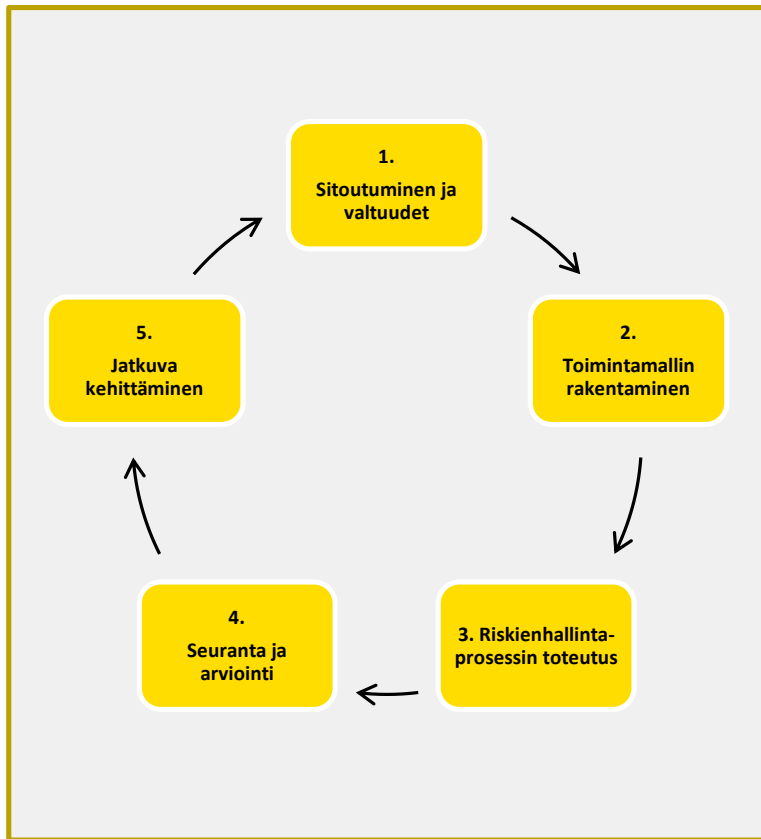 1.
Sitoutuminen ja
valtuudet
2.
Toimintamallin
rakentaminen
3. Riskienhallinta-
prosessin toteutus
4.
Seuranta ja
arviointi
5.
Jatkuva
kehittäminen